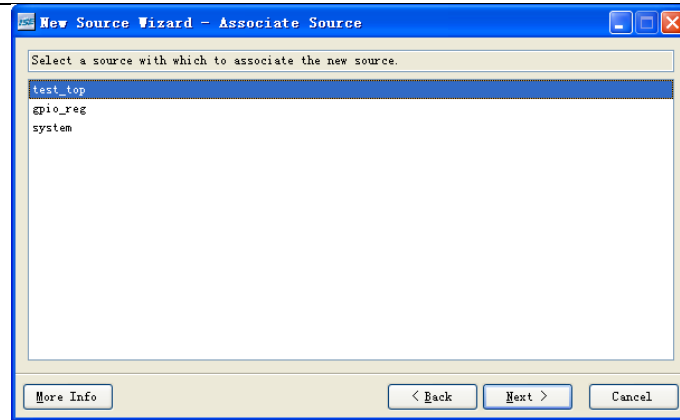 ISE New Source Wizard - Associate Source
Select a source with which to associate the new source.
test_top
gpio_reg
system
More Info
< Back
Next >
Cancel